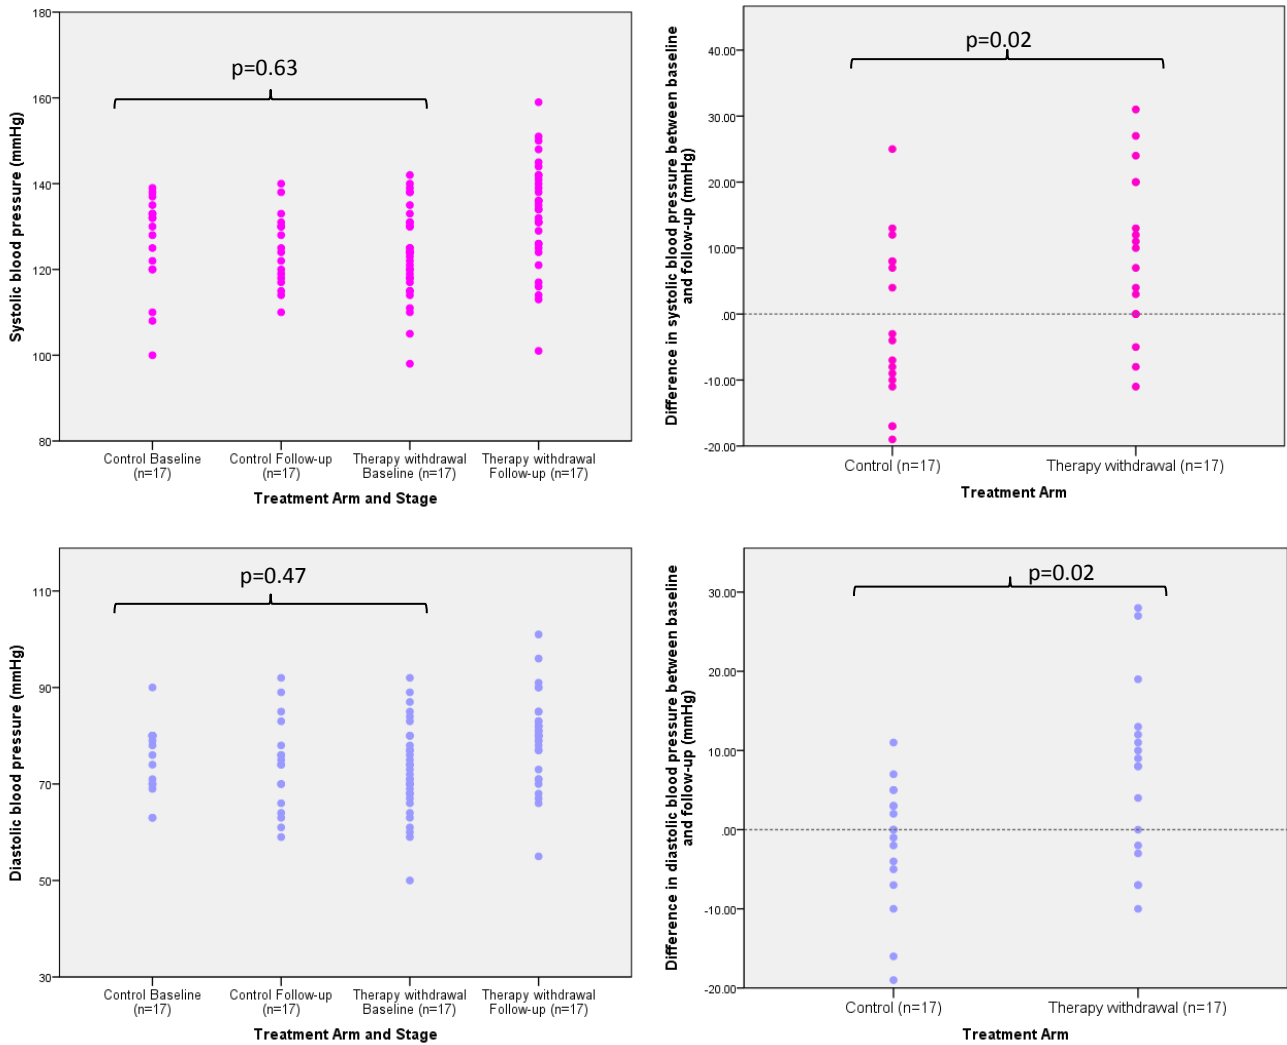 180
160
140
120
100
80
Systolic blood pressure (mmHg)
p=0.63
Control Baseline
(n=17)
Control Follow-up
(n=17)
Therapy withdrawal
Baseline (n=17)
Therapy withdrawal
Follow-up (n=17)
Treatment Arm and Stage
Difference in systolic blood pressure between baseline
and follow-up (mmHg)
40.00
30.00
20.00
10.00
.00
-10.00
-20.00
p=0.02
Control (n=17)
Therapy withdrawal (n=17)
Treatment Arm
Diastolic blood pressure (mmHg)
110
90
70
50
30
p=0.47
Control Baseline
(n=17)
Control Follow-up
(n=17)
Therapy withdrawal
Baseline (n=17)
Therapy withdrawal
Follow-up (n=17)
Treatment Arm and Stage
Difference in diastolic blood pressure between baseline
and follow-up (mmHg)
30.00
20.00
10.00
.00
-10.00
-20.00
p=0.02
Control (n=17)
Therapy withdrawal (n=17)
Treatment Arm